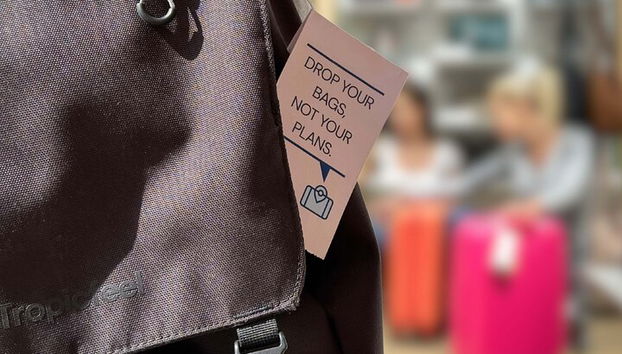 DROP YOUR
BAGS,
NOT YOUR
PLANS.
Tropicfeel